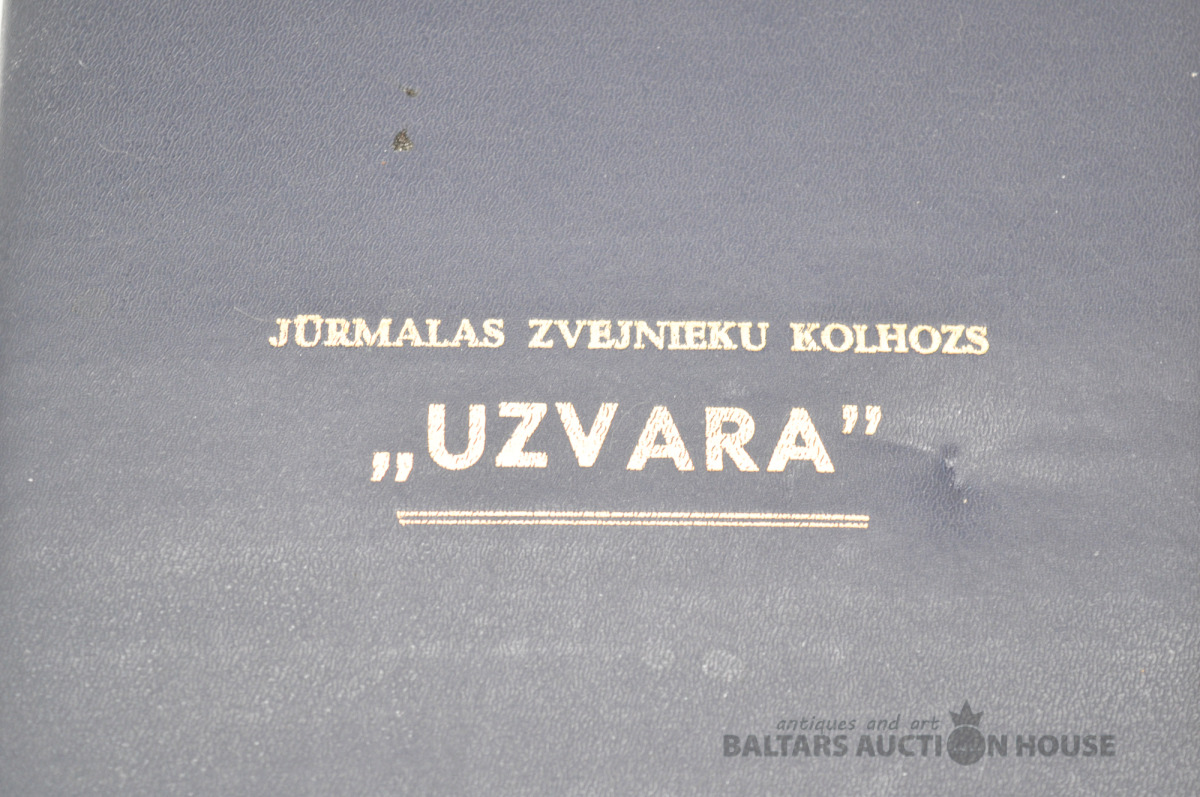 JŪRMALAS ZVEJNIEKU KOLHOZS
„UZVARA”
antiques and art
BALTARS AUCTION HOUSE